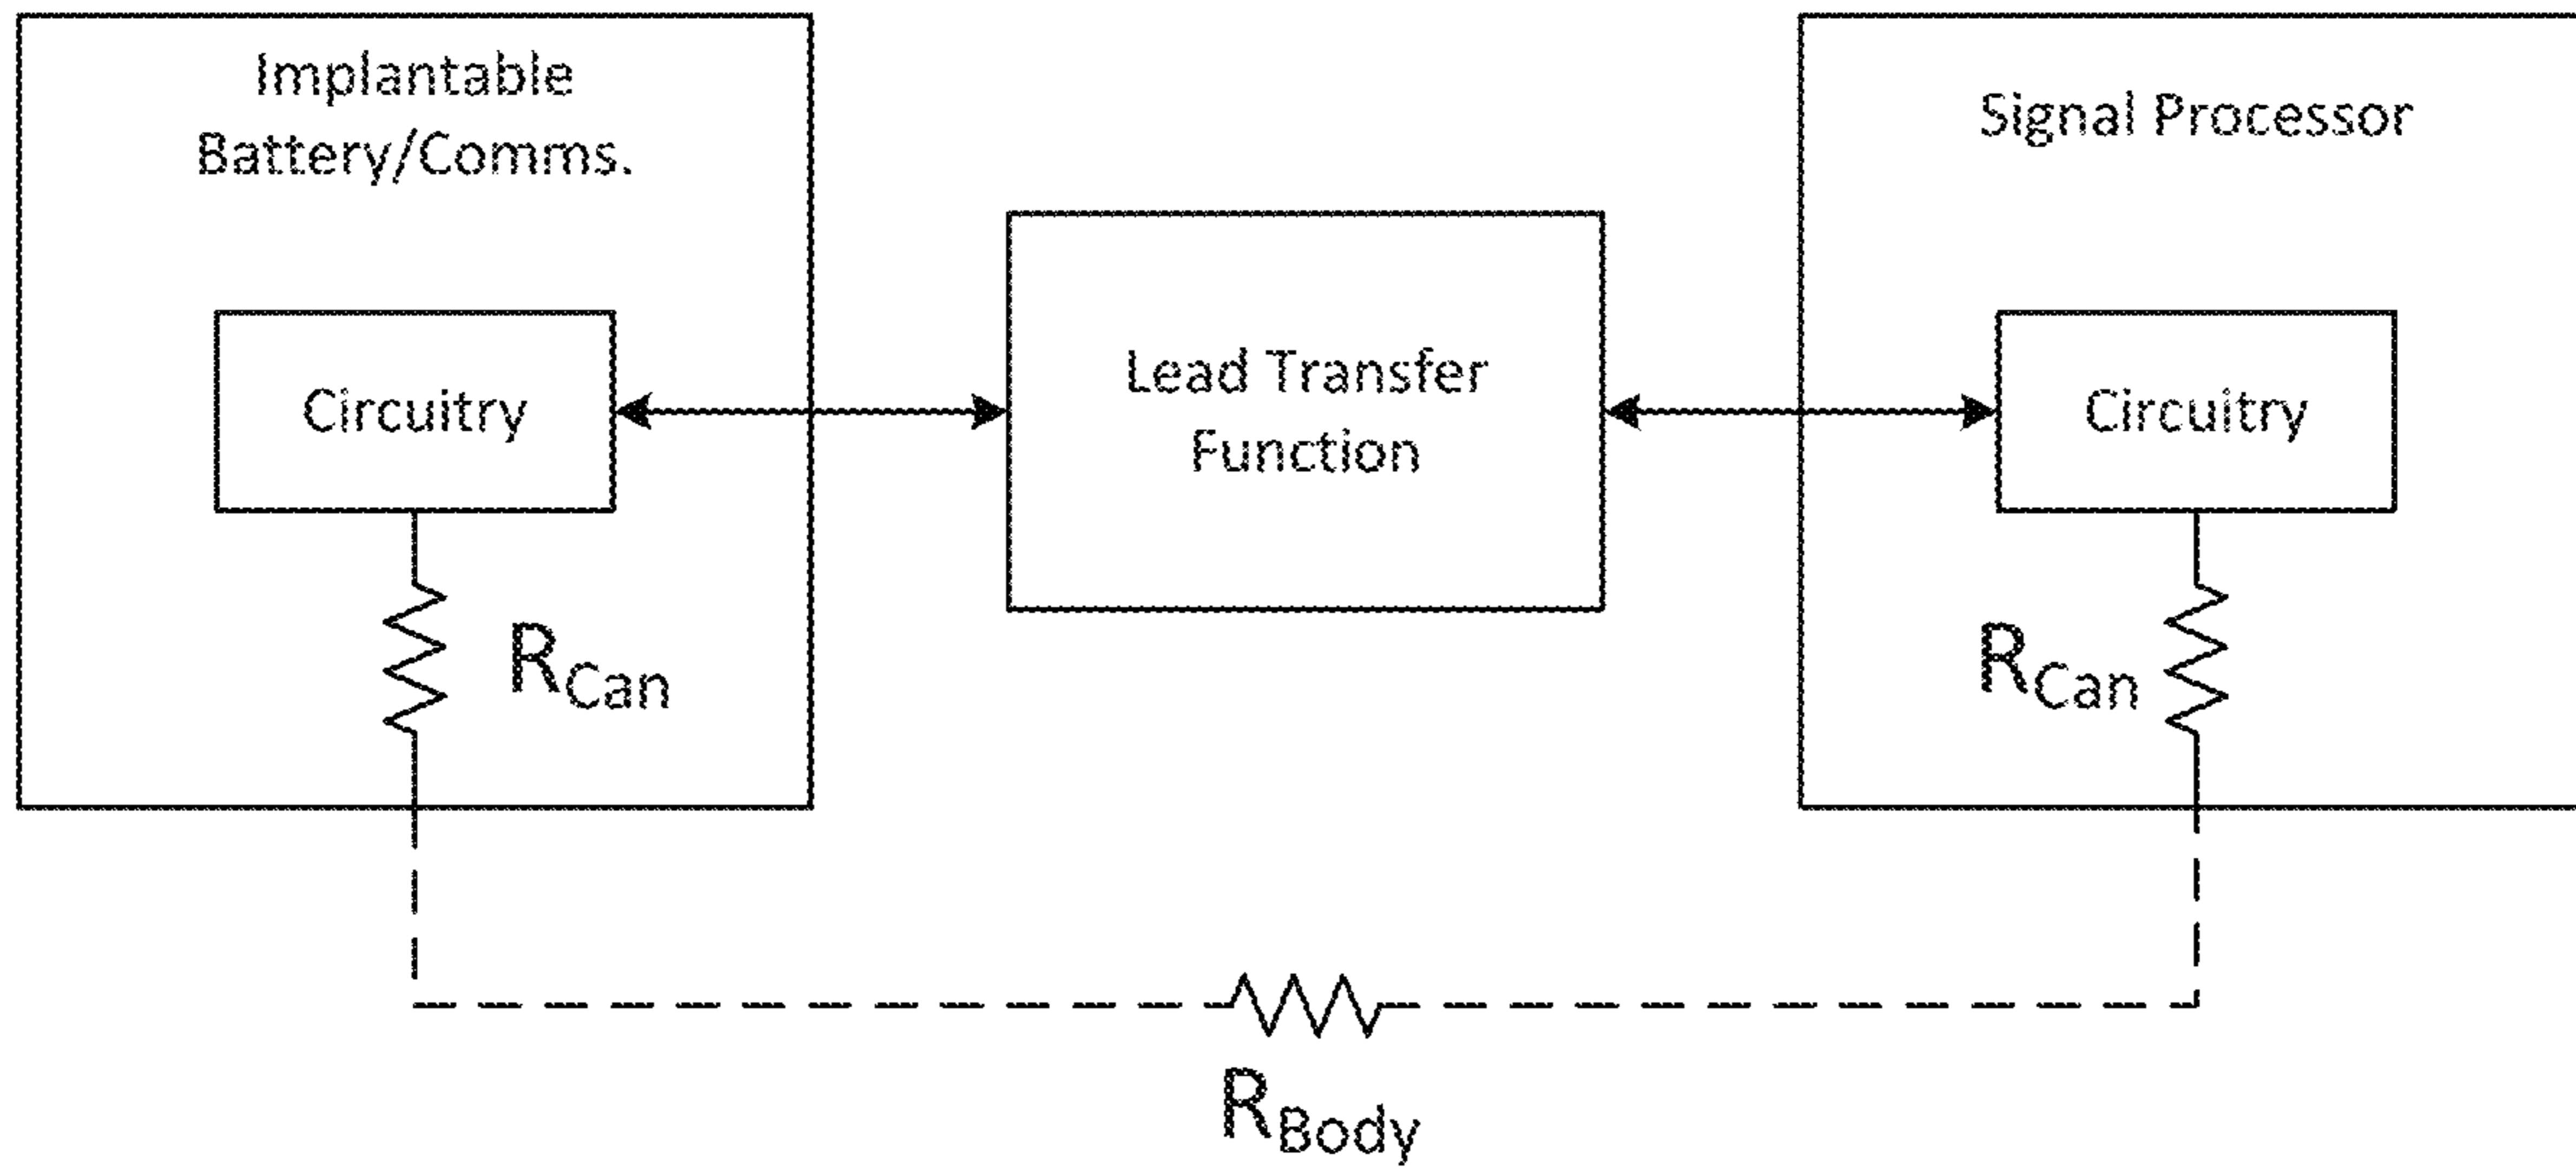 Implantable
Battery/Comms.
Signal Processor
Circuitry
Lead Transfer
Function
Circuitry
RCan
RCan
RBody